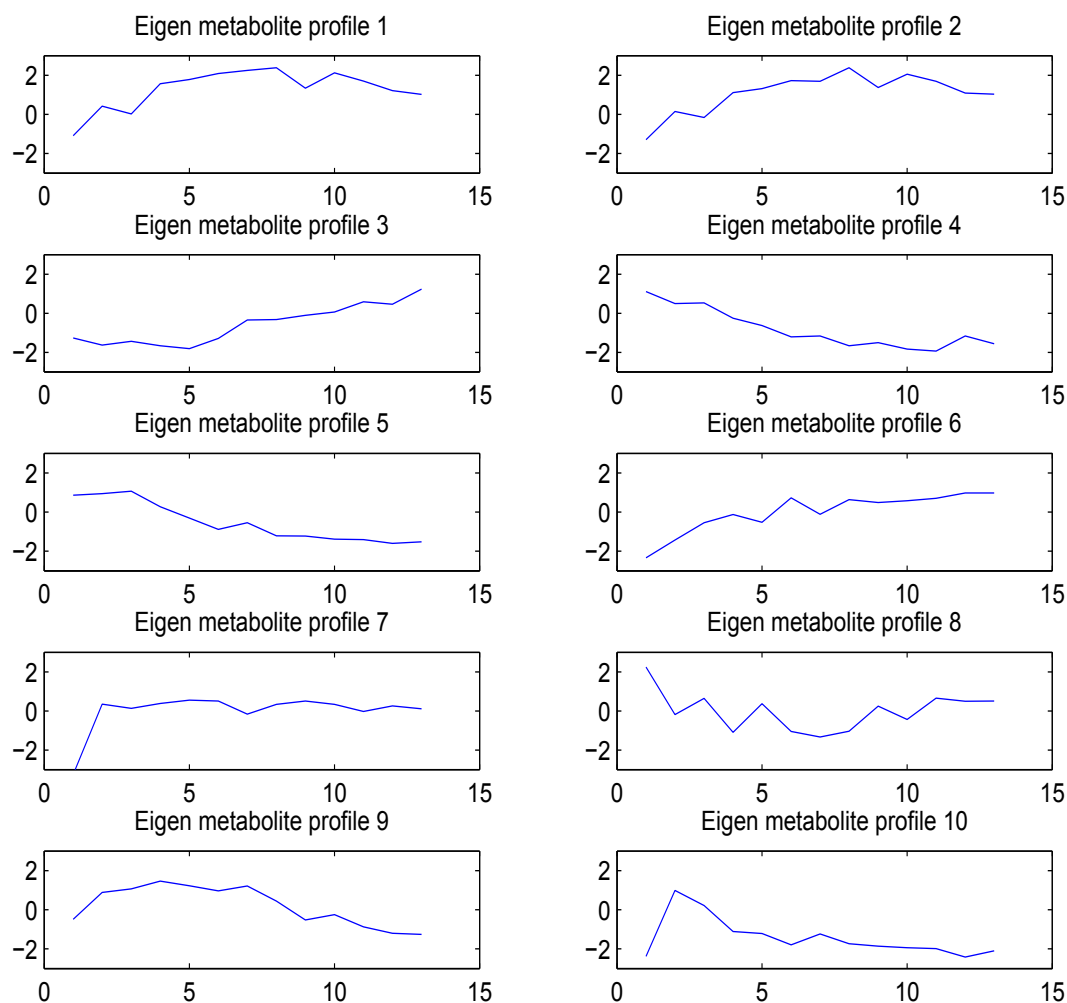 Eigen metabolite profile 1
2
0
−2
0 5 10 15
Eigen metabolite profile 2
2
0
−2
0 5 10 15
Eigen metabolite profile 3
2
0
−2
0 5 10 15
Eigen metabolite profile 4
2
0
−2
0 5 10 15
Eigen metabolite profile 5
2
0
−2
0 5 10 15
Eigen metabolite profile 6
2
0
−2
0 5 10 15
Eigen metabolite profile 7
2
0
−2
0 5 10 15
Eigen metabolite profile 8
2
0
−2
0 5 10 15
Eigen metabolite profile 9
2
0
−2
0 5 10 15
Eigen metabolite profile 10
2
0
−2
0 5 10 15